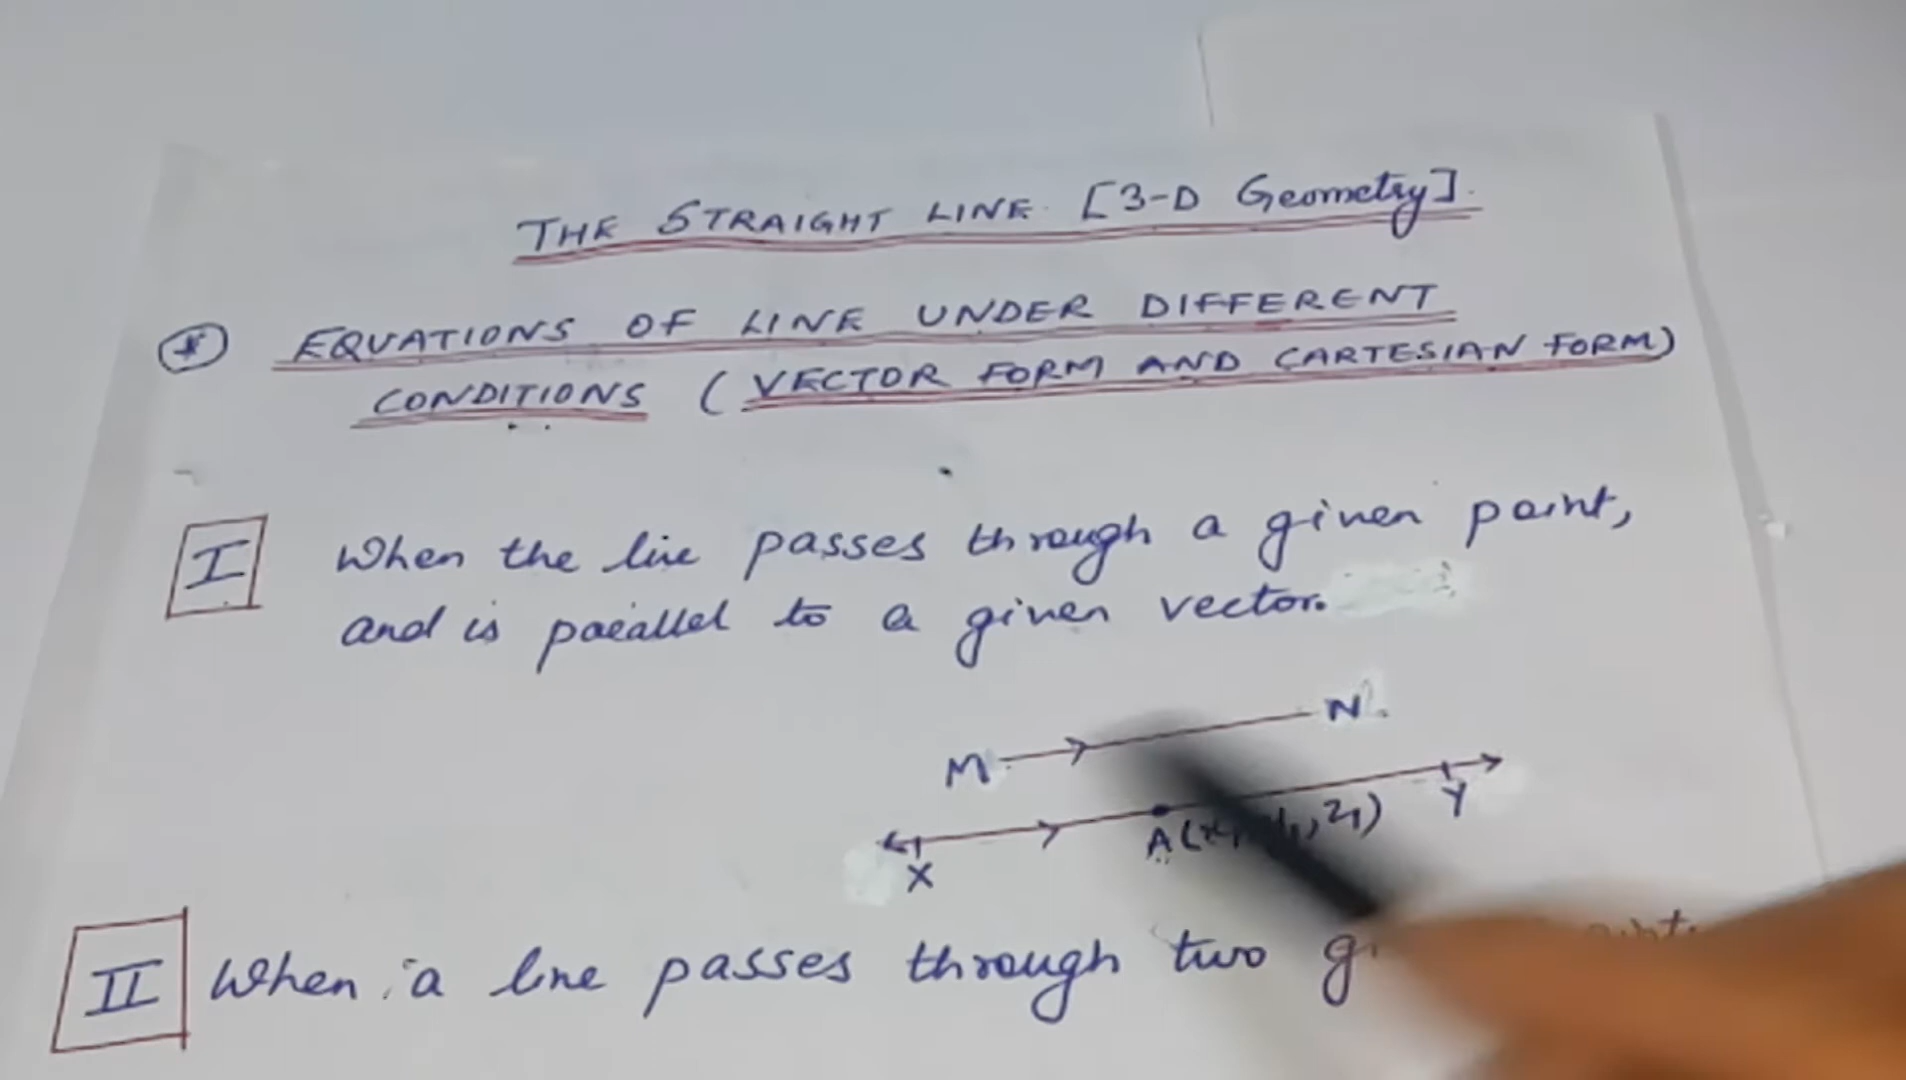 THE STRAIGHT LINE [3-D Geometry].
* EQUATIONS OF LINE UNDER DIFFERENT
CONDITIONS (VECTOR FORM AND CARTESIAN FORM)
I When the line passes through a given point,
and is parallel to a given vector.
M N
X A( , z₁) Y
II When a line passes through two